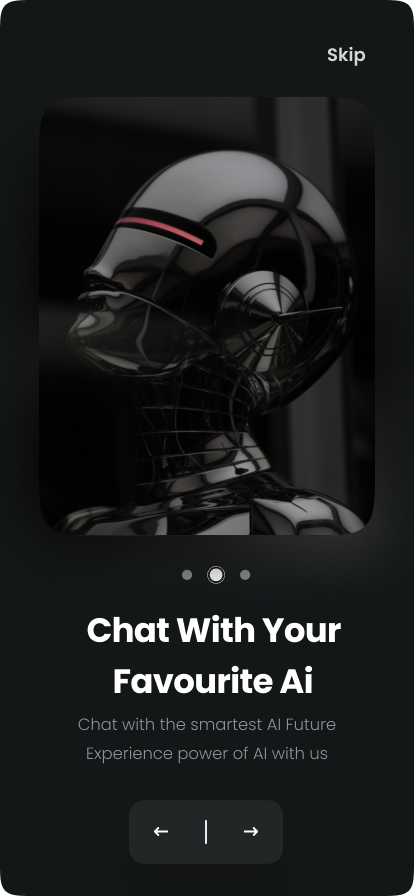 Skip
Chat With Your
Favourite Ai
Chat with the smartest AI Future
Experience power of AI with us